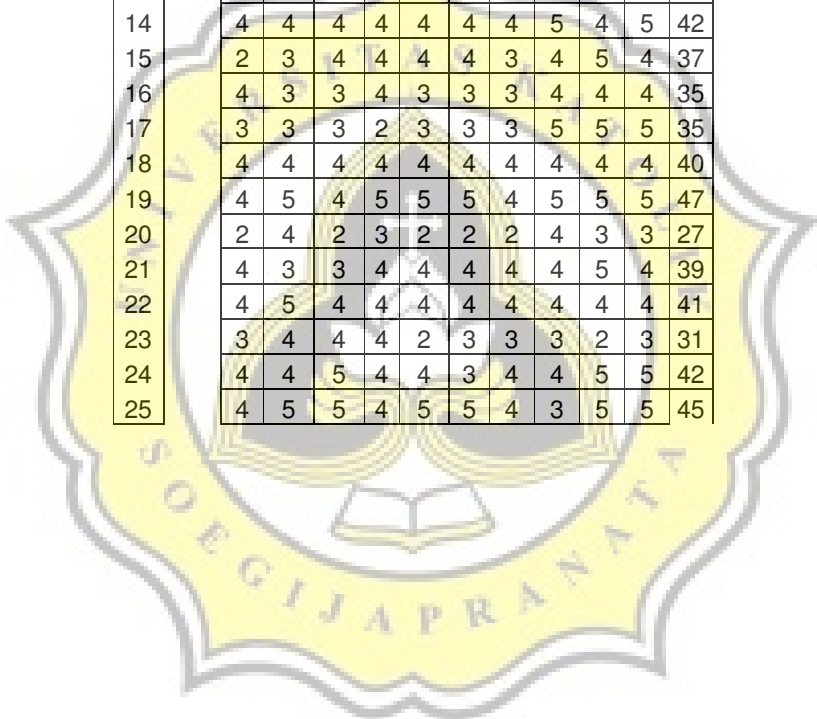 14 4 4 4 4 4 4 4 5 4 5 42
15 2 3 4 4 4 4 3 4 5 4 37
16 4 3 3 4 3 3 3 4 4 4 35
17 3 3 3 2 3 3 3 5 5 5 35
18 4 4 4 4 4 4 4 4 4 4 40
19 4 5 4 5 5 5 4 5 5 5 47
20 2 4 2 3 2 2 2 4 3 3 27
21 4 3 3 4 4 4 4 4 5 4 39
22 4 5 4 4 4 4 4 4 4 4 41
23 3 4 4 4 2 3 3 3 2 3 31
24 4 4 5 4 4 3 4 4 5 5 42
25 4 5 5 4 5 5 4 3 5 5 45
UNIVERSITAS KATOLIK
SOEGIJAPRANATA